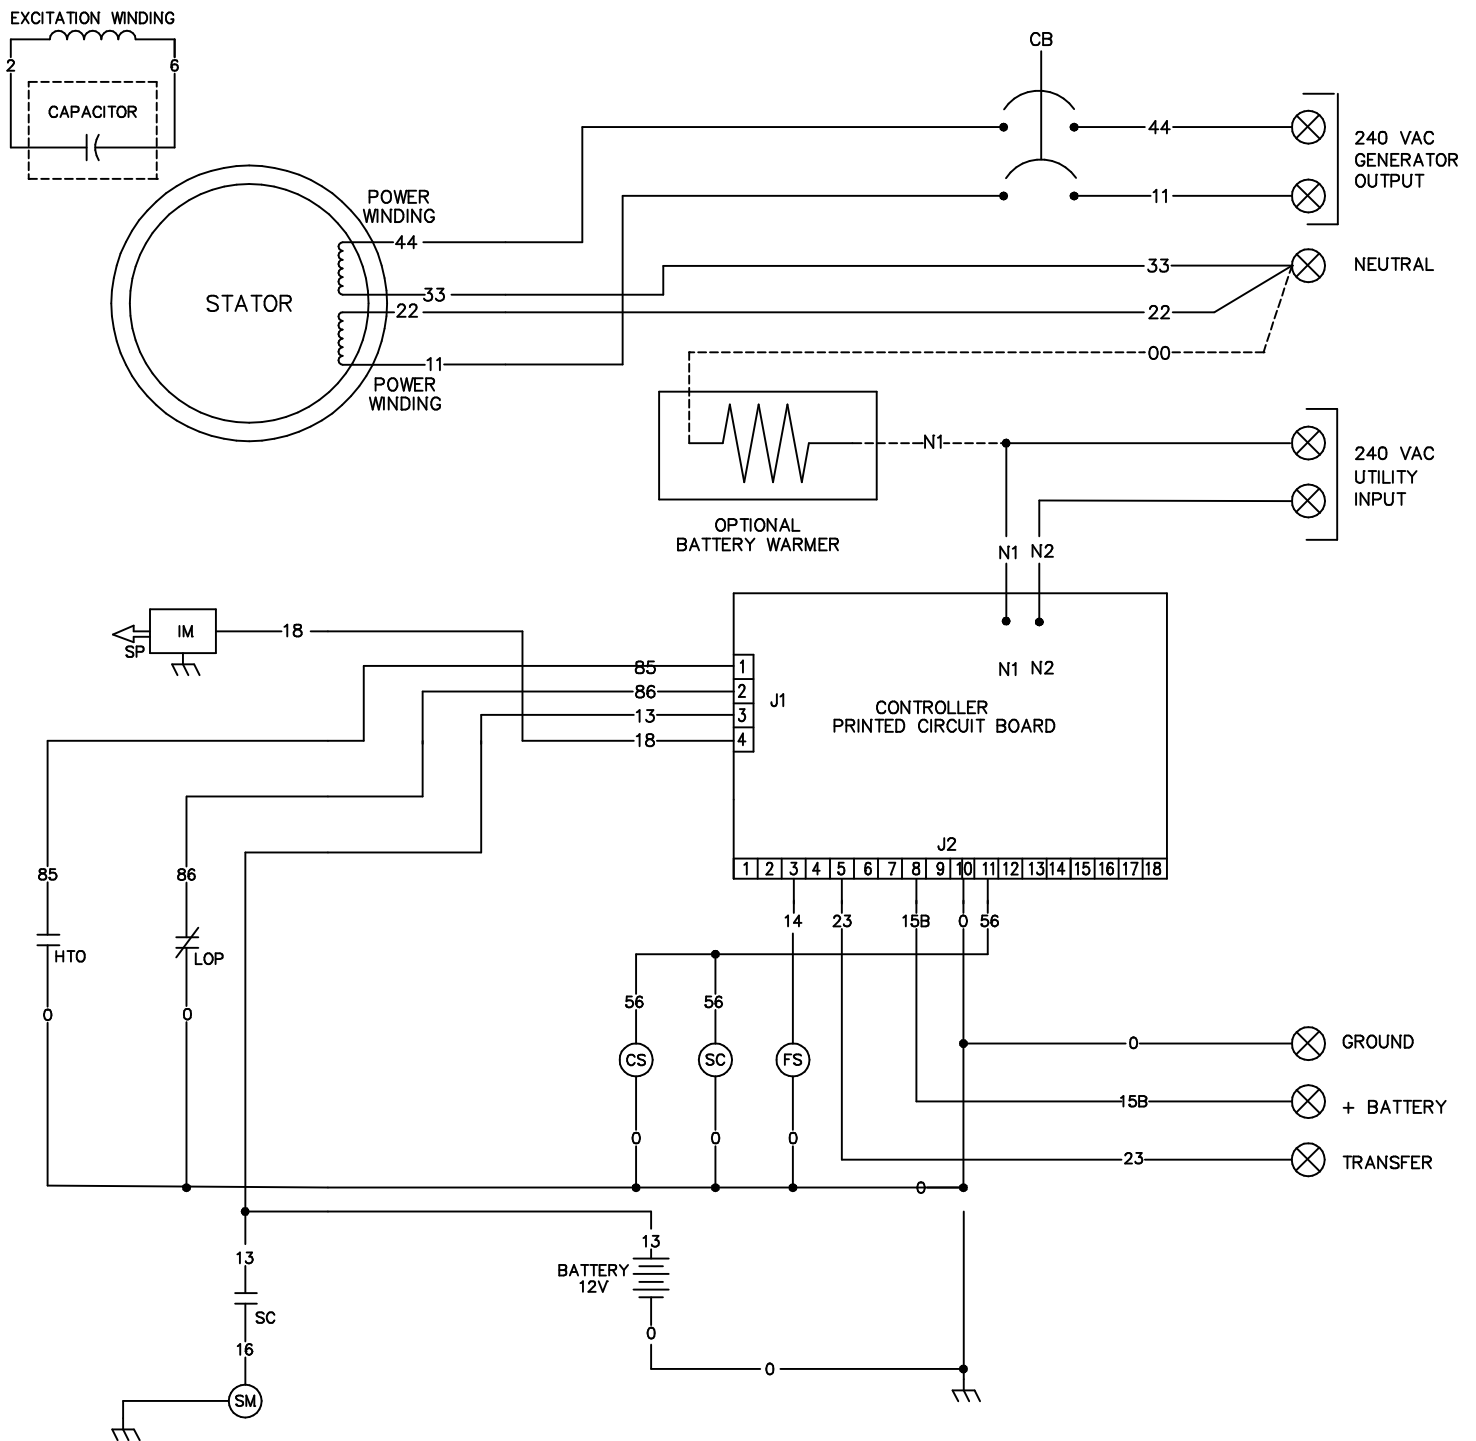 EXCITATION WINDING
2
6
CAPACITOR
CB
44
240 VAC
GENERATOR
OUTPUT
11
POWER
WINDING
44
33
NEUTRAL
33
STATOR
22
22
00
11
POWER
WINDING
N1
240 VAC
UTILITY
INPUT
OPTIONAL
BATTERY WARMER
N1 N2
IM
18
SP
85
1
N1 N2
86
2
J1
CONTROLLER
13
3
PRINTED CIRCUIT BOARD
18
4
J2
1 2 3 4 5 6 7 8 9 10 11 12 13 14 15 16 17 18
85
86
14
23
15B
0
56
HTO
LOP
56
56
0
0
CS
SC
FS
0
GROUND
15B
+ BATTERY
0
0
0
23
TRANSFER
0
13
13
BATTERY
12V
SC
0
16
0
SM